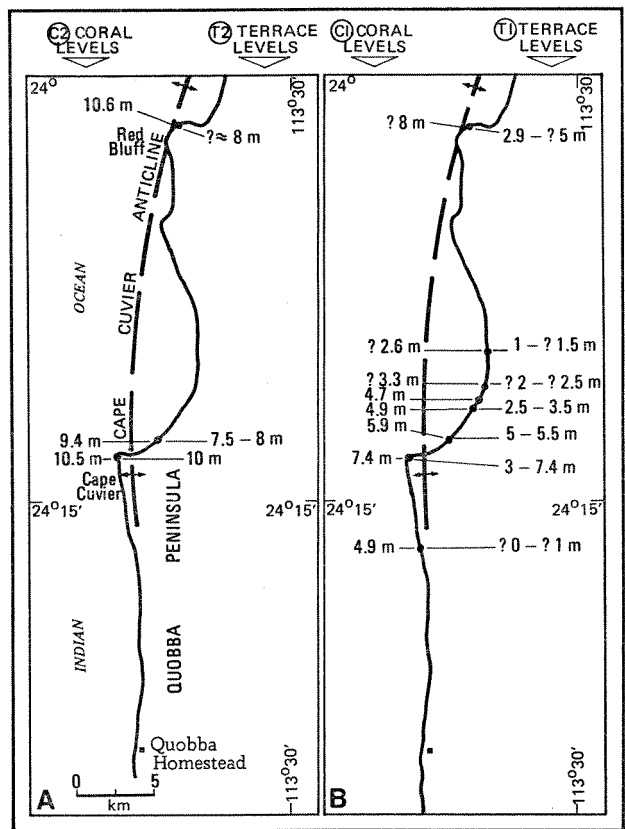 C2 CORAL LEVELS
T2 TERRACE LEVELS
24°
113°30'
10.6 m
Red Bluff
?≈ 8 m
ANTICLINE
OCEAN
CUVIER
CAPE
9.4 m
7.5 – 8 m
10.5 m
10 m
Cape Cuvier
24°15'
PENINSULA
QUOBBA
INDIAN
Quobba Homestead
0 5
km
A
113°30'
C1 CORAL LEVELS
T1 TERRACE LEVELS
24°
113°30'
? 8 m
2.9 – ? 5 m
? 2.6 m
1 – ? 1.5 m
? 3.3 m
? 2 – ? 2.5 m
4.7 m
4.9 m
2.5 – 3.5 m
5.9 m
5 – 5.5 m
7.4 m
3 – 7.4 m
24°15'
4.9 m
? 0 – ? 1 m
B
113°30'